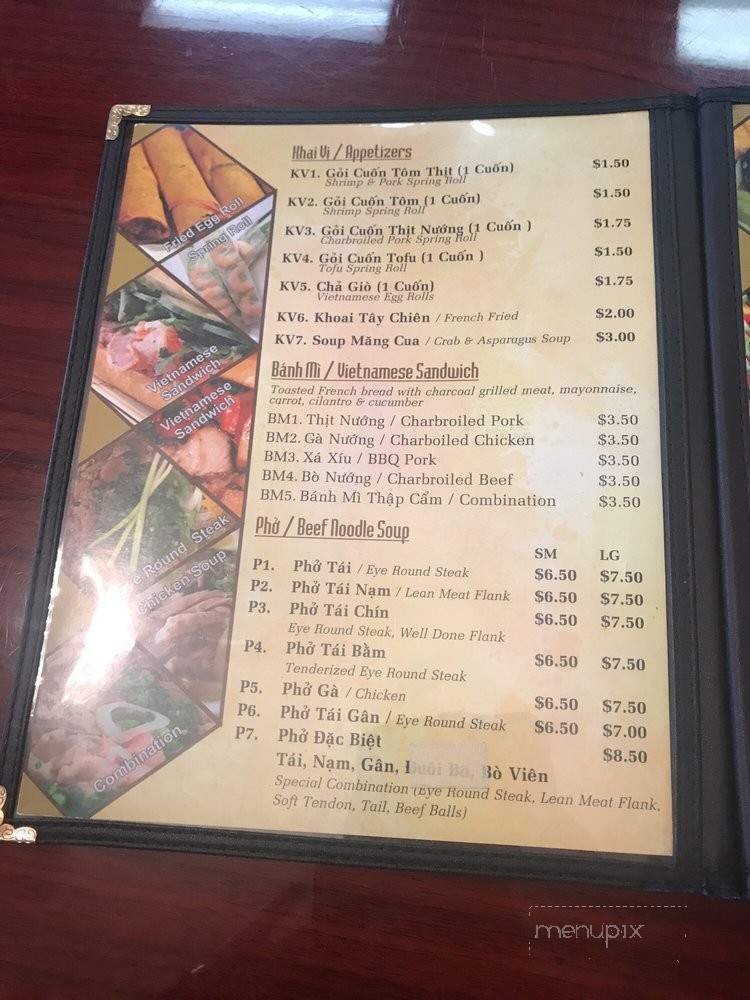 Khai Vị / Appetizers
KV1. Gỏi Cuốn Tôm Thịt (1 Cuốn) $1.50
Shrimp & Pork Spring Roll
KV2. Gỏi Cuốn Tôm (1 Cuốn) $1.50
Shrimp Spring Roll
KV3. Gỏi Cuốn Thịt Nướng (1 Cuốn ) $1.75
Charbroiled Pork Spring Roll
KV4. Gỏi Cuốn Tofu (1 Cuốn ) $1.50
Tofu Spring Roll
KV5. Chả Giò (1 Cuốn) $1.75
Vietnamese Egg Rolls
KV6. Khoai Tây Chiên / French Fried $2.00
KV7. Soup Măng Cua / Crab & Asparagus Soup $3.00
Bánh Mì / Vietnamese Sandwich
Toasted French bread with charcoal grilled meat, mayonnaise,
carrot, cilantro & cucumber
BM1. Thịt Nướng / Charbroiled Pork $3.50
BM2. Gà Nướng / Charboiled Chicken $3.50
BM3. Xá Xíu / BBQ Pork $3.50
BM4. Bò Nướng / Charbroiled Beef $3.50
BM5. Bánh Mì Thập Cẩm / Combination $3.50
Phở / Beef Noodle Soup
SM LG
P1. Phở Tái / Eye Round Steak $6.50 $7.50
P2. Phở Tái Nạm / Lean Meat Flank $6.50 $7.50
P3. Phở Tái Chín $6.50 $7.50
Eye Round Steak, Well Done Flank
P4. Phở Tái Bằm $6.50 $7.50
Tenderized Eye Round Steak
P5. Phở Gà / Chicken $6.50 $7.50
P6. Phở Tái Gân / Eye Round Steak $6.50 $7.00
P7. Phở Đặc Biệt $8.50
Tái, Nạm, Gân, Đuôi Bò, Bò Viên
Special Combination (Eye Round Steak, Lean Meat Flank,
Soft Tendon, Tail, Beef Balls)
Fried Egg Roll
Spring Roll
Vietnamese
Sandwich
Vietnamese
Sandwich
e Round Steak
Chicken Soup
Combination
menupix